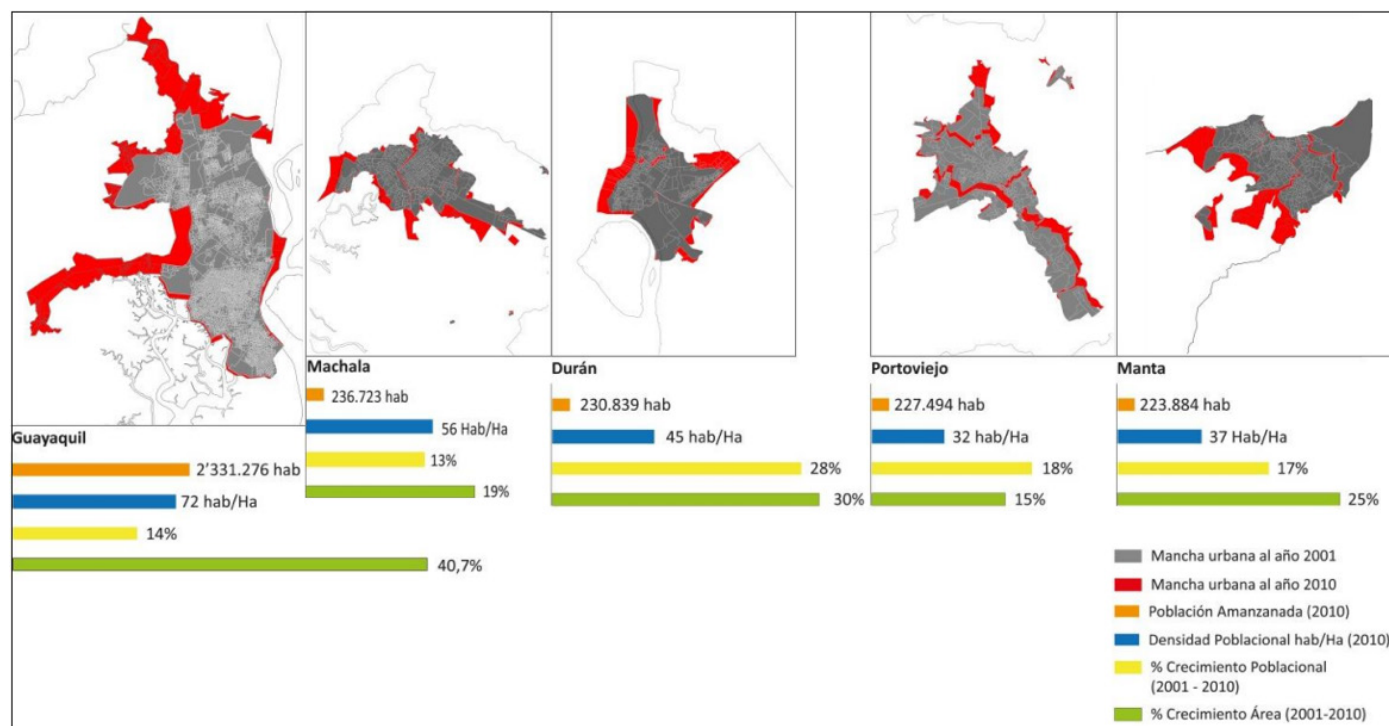 Guayaquil
2’331.276 hab
72 hab/Ha
14%
40,7%
Machala
236.723 hab
56 Hab/Ha
13%
19%
Durán
230.839 hab
45 hab/Ha
28%
30%
Portoviejo
227.494 hab
32 hab/Ha
18%
15%
Manta
223.884 hab
37 Hab/Ha
17%
25%
Mancha urbana al año 2001
Mancha urbana al año 2010
Población Amanzanada (2010)
Densidad Poblacional hab/Ha (2010)
% Crecimiento Poblacional
(2001 - 2010)
% Crecimiento Área (2001-2010)